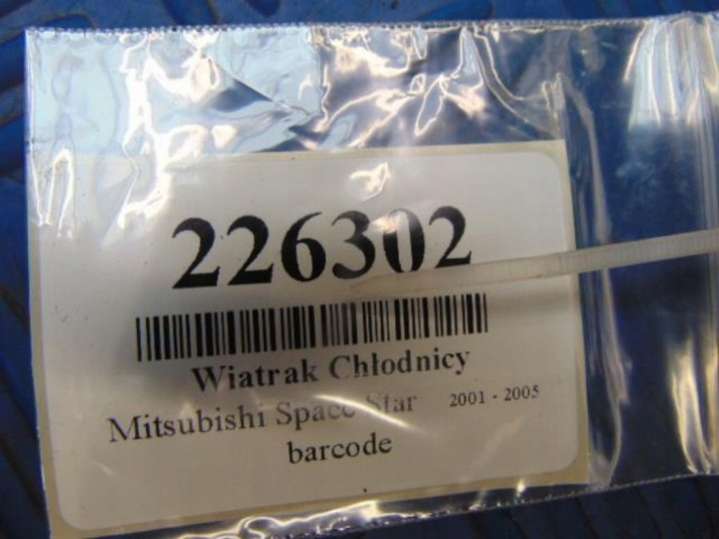 226302
Wiatrak Chłodnicy
Mitsubishi Space Star 2001 - 2005
barcode